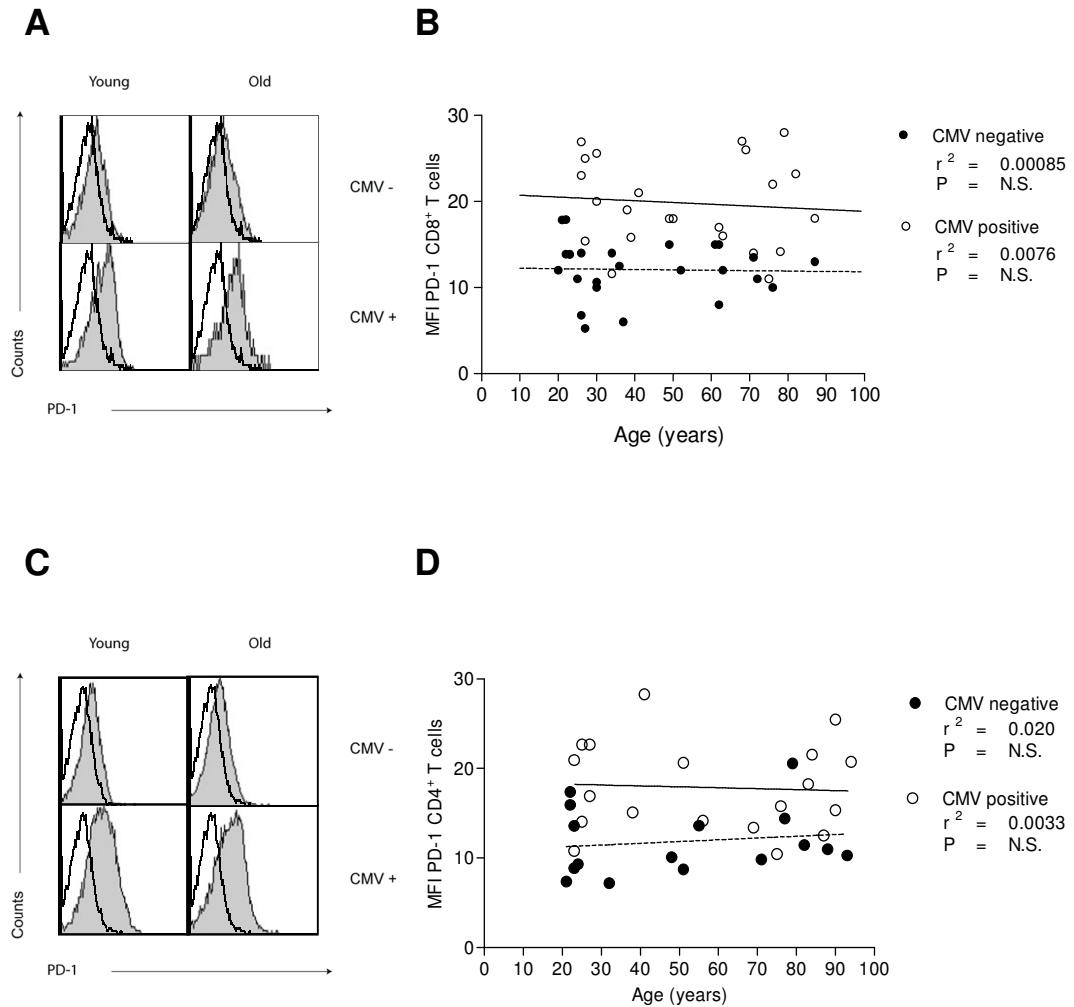 A
Young
Old
CMV -
CMV +
Counts
PD-1
B
MFI PD-1 CD8⁺ T cells
30
20
10
0
0 10 20 30 40 50 60 70 80 90 100
Age (years)
CMV negative
r² = 0.00085
P = N.S.
CMV positive
r² = 0.0076
P = N.S.
C
Young
Old
CMV -
CMV +
Counts
PD-1
D
MFI PD-1 CD4⁺ T cells
30
20
10
0
0 10 20 30 40 50 60 70 80 90 100
Age (years)
CMV negative
r² = 0.020
P = N.S.
CMV positive
r² = 0.0033
P = N.S.